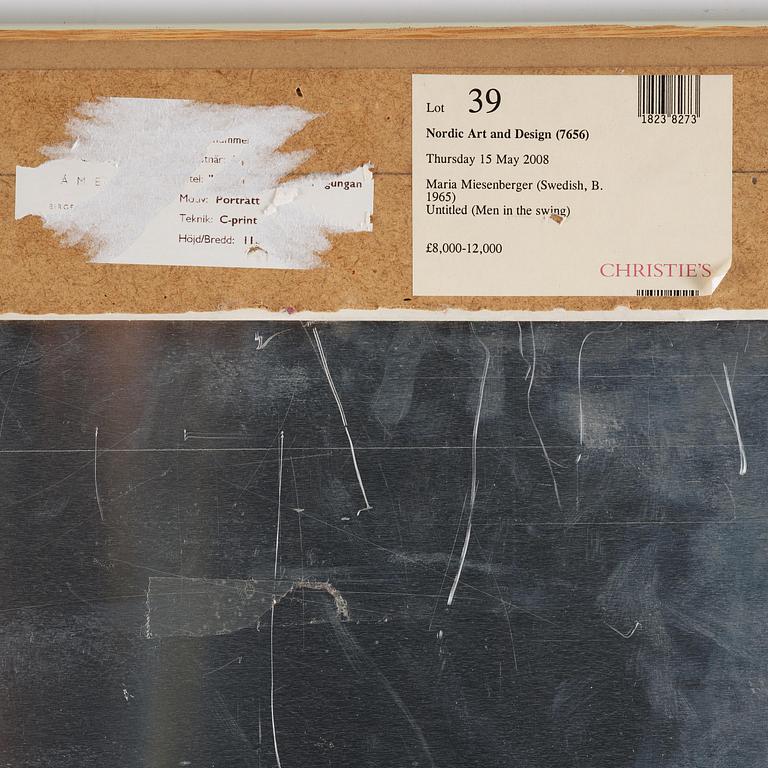 Á M E
Motiv: Porträtt
Teknik: C-print
Höjd/Bredd:
Lot 39
1823 8273
Nordic Art and Design (7656)
Thursday 15 May 2008
Maria Miesenberger (Swedish, B.
1965)
Untitled (Men in the swing)
£8,000-12,000
CHRISTIE'S